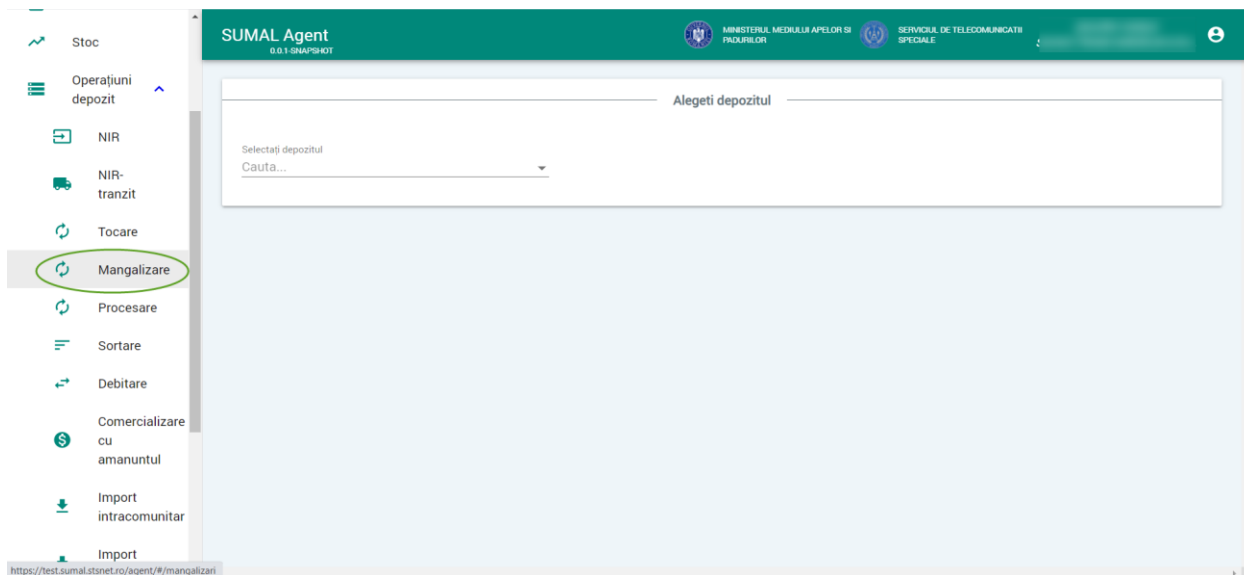 Stoc
Operațiuni
depozit
NIR
NIR-
tranzit
Tocare
Mangalizare
Procesare
Sortare
Debitare
Comercializare
cu
amanuntul
Import
intracomunitar
Import
https://test.sumal.stsnet.ro/agent/#/mangalizari
SUMAL Agent
0.0.1-SNAPSHOT
MINISTERUL MEDIULUI APELOR SI
PADURILOR
SERVICIUL DE TELECOMUNICATII
SPECIALE
Alegeti depozitul
Selectați depozitul
Cauta...